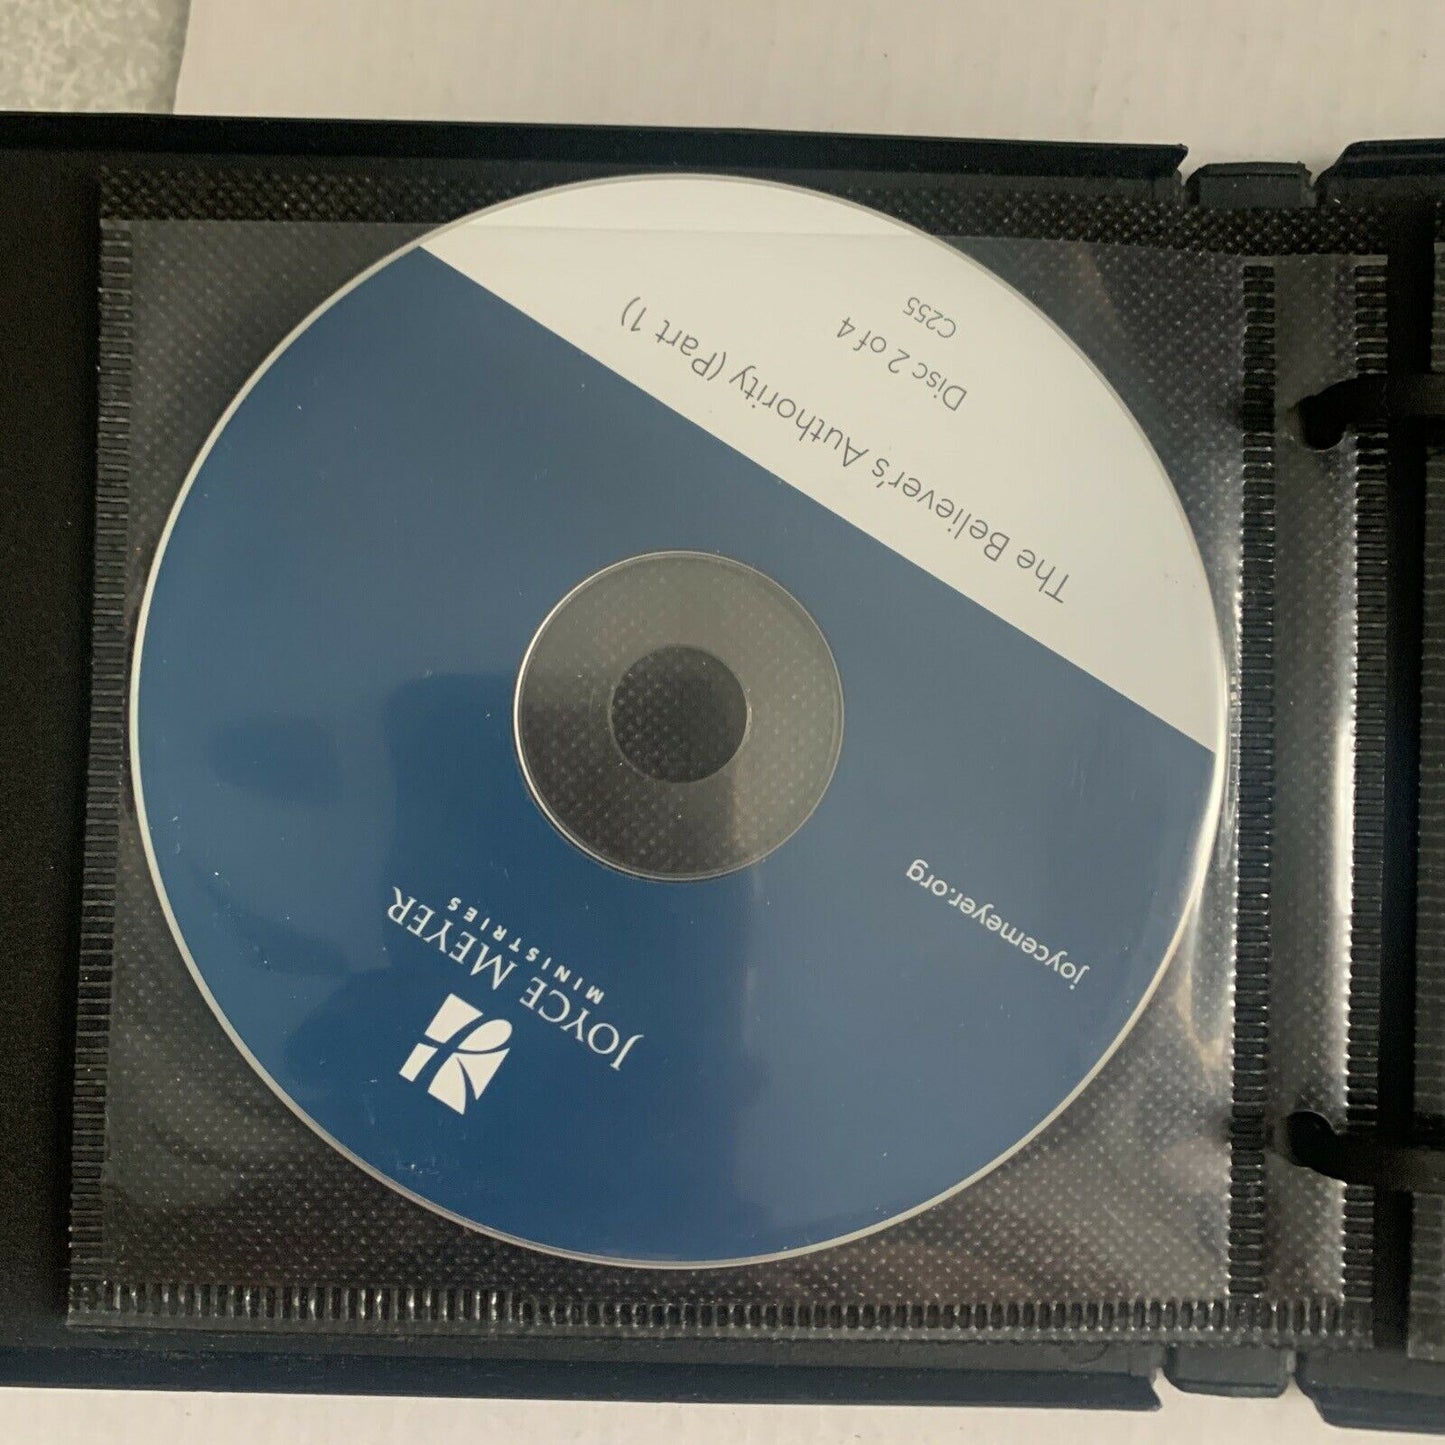 JOYCE MEYER
MINISTRIES
joycemeyer.org
The Believer's Authority (Part 1)
Disc 2 of 4
C255